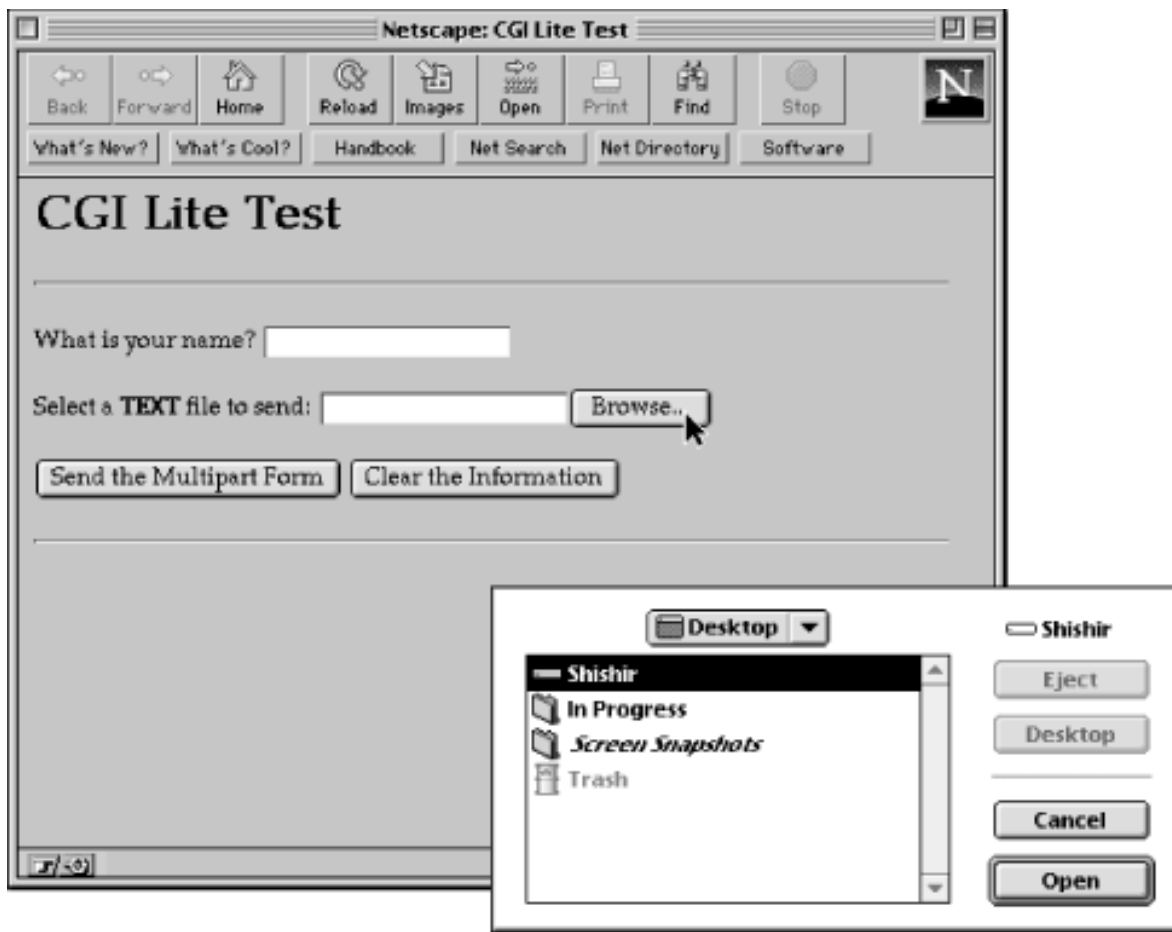 Netscape: CGI Lite Test
Back Forward Home Reload Images Open Print Find Stop
N
What's New? What's Cool? Handbook Net Search Net Directory Software
CGI Lite Test
What is your name?
Select a TEXT file to send: Browse..
Send the Multipart Form Clear the Information
Desktop
Shishir
In Progress
Screen Snapshots
Trash
Shishir
Eject
Desktop
Cancel
Open